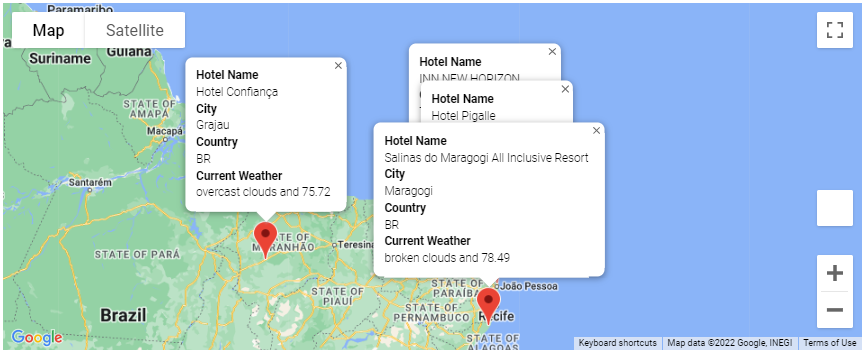 Map
Satellite
Paramaribo
Suriname
Guiana
STATE OF
AMAPÁ
Macapá
Santarém
STATE OF PARÁ
Brazil
Hotel Name
Hotel Confiança
City
Grajau
Country
BR
Current Weather
overcast clouds and 75.72
STATE OF
MARANHÃO
Teresina
STATE OF
PIAUÍ
Hotel Name
INN NEW HORIZON
Hotel Name
Hotel Pigalle
Hotel Name
Salinas do Maragogi All Inclusive Resort
City
Maragogi
Country
BR
Current Weather
broken clouds and 78.49
STATE OF
PARAÍBA
João Pessoa
STATE OF
PERNAMBUCO
Recife
STATE OF
ALAGOAS
Google
Keyboard shortcuts
Map data ©2022 Google, INEGI
Terms of Use